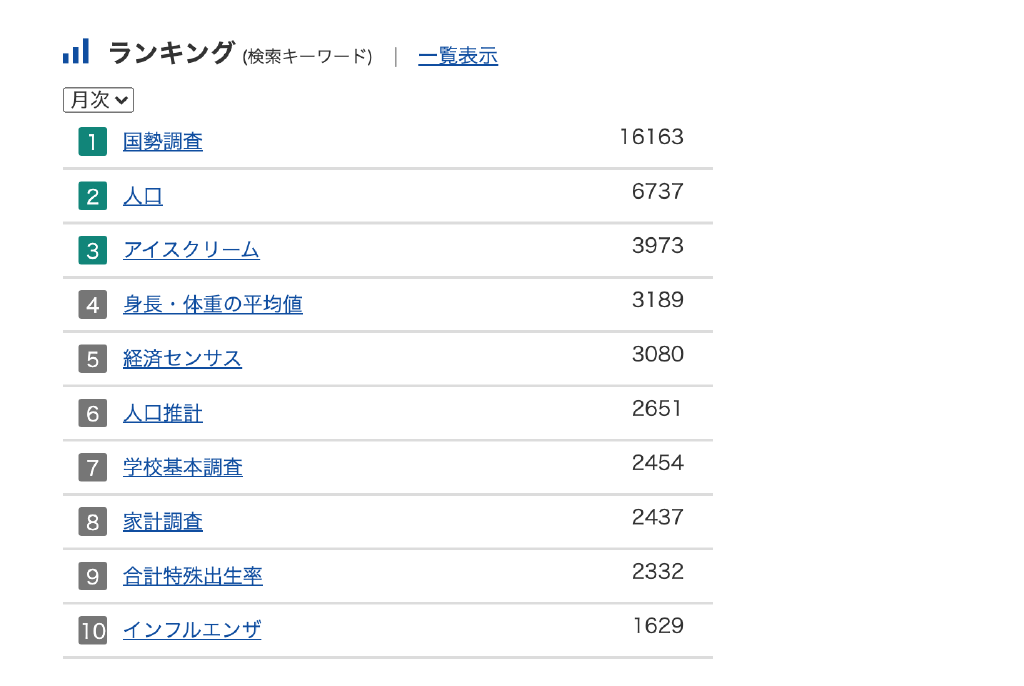 ランキング (検索キーワード) | 一覧表示
月次
1 国勢調査 16163
2 人口 6737
3 アイスクリーム 3973
4 身長・体重の平均値 3189
5 経済センサス 3080
6 人口推計 2651
7 学校基本調査 2454
8 家計調査 2437
9 合計特殊出生率 2332
10 インフルエンザ 1629